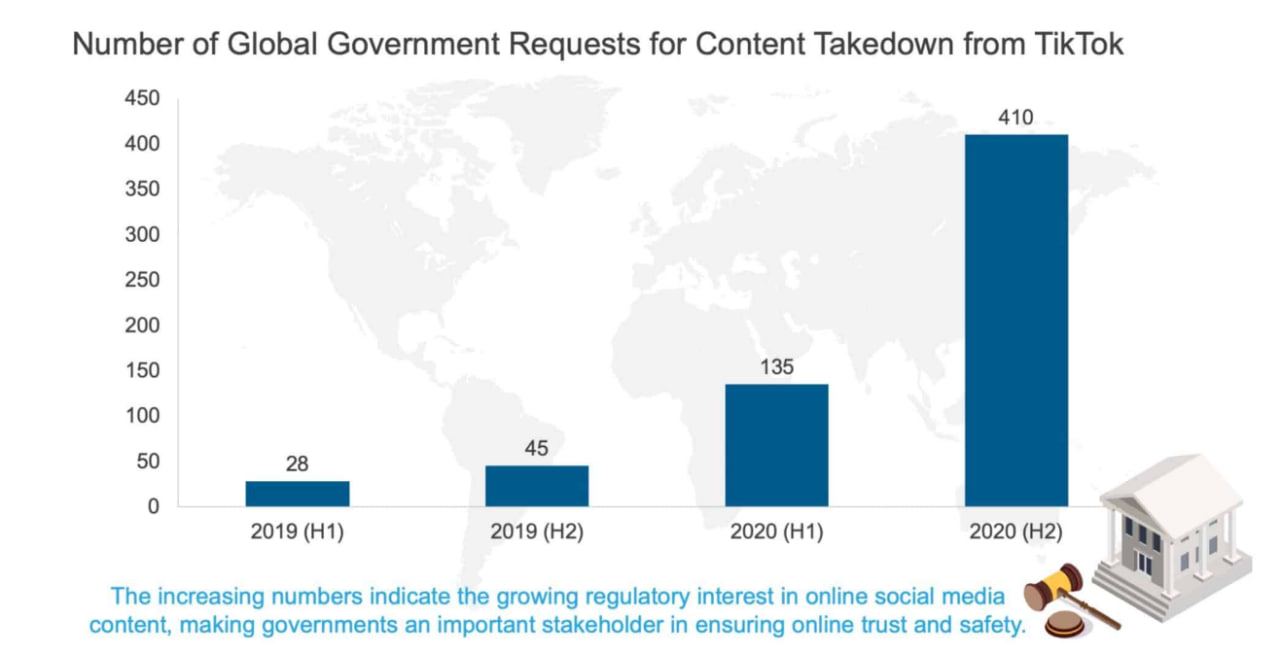 Number of Global Government Requests for Content Takedown from TikTok
450
400
350
300
250
200
150
100
50
0
28
45
135
410
2019 (H1)
2019 (H2)
2020 (H1)
2020 (H2)
The increasing numbers indicate the growing regulatory interest in online social media
content, making governments an important stakeholder in ensuring online trust and safety.